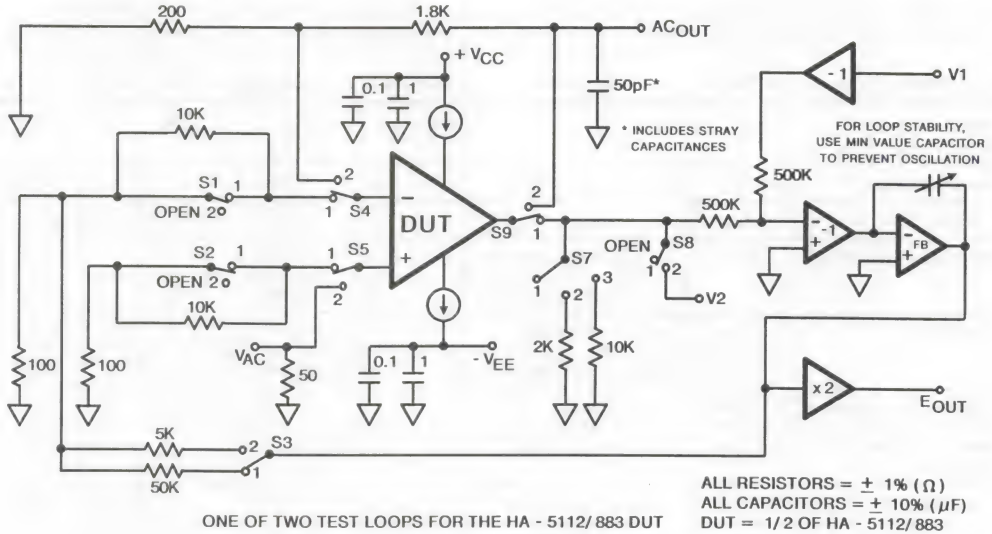 200
1.8K
AC_OUT
+ V_CC
0.1
1
50pF*
- 1
V1
* INCLUDES STRAY
CAPACITANCES
FOR LOOP STABILITY,
USE MIN VALUE CAPACITOR
TO PREVENT OSCILLATION
10K
2
S1
1
OPEN 2
1
S4
500K
DUT
−
+
S9
2
1
500K
−
-1
+
−
FB
+
S2
1
OPEN 2
1
S5
2
10K
S7
1
2
3
OPEN
S8
1
2
V2
100
100
V_AC
50
0.1
1
- V_EE
2K
10K
x 2
E_OUT
5K
2
S3
50K
1
ONE OF TWO TEST LOOPS FOR THE HA - 5112/ 883 DUT
ALL RESISTORS = ± 1% (Ω)
ALL CAPACITORS = ± 10% (μF)
DUT = 1/2 OF HA - 5112/ 883